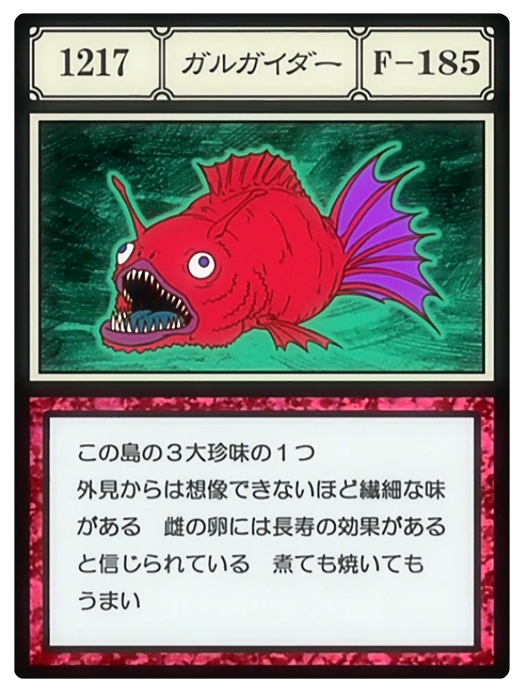 1217 ガルガイダー F-185
この島の3大珍味の1つ
外見からは想像できないほど繊細な味
がある　雌の卵には長寿の効果がある
と信じられている　煮ても焼いても
うまい